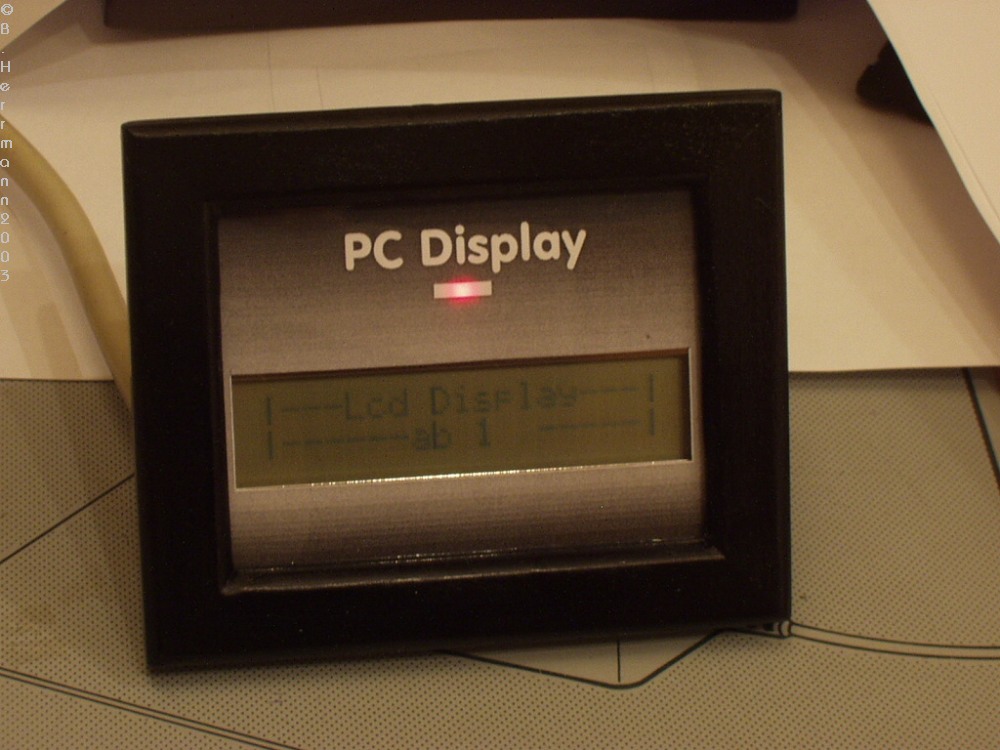 © B. Herrmann 2003
PC Display
|---Lcd Display---|
|------ab 1 -----|